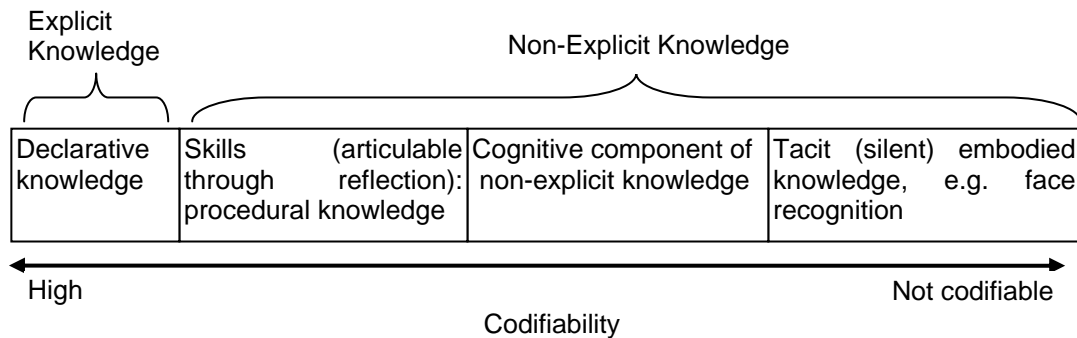 Explicit
Knowledge
Non-Explicit Knowledge
Declarative
knowledge
Skills (articulable
through reflection):
procedural knowledge
Cognitive component of
non-explicit knowledge
Tacit (silent) embodied
knowledge, e.g. face
recognition
High
Not codifiable
Codifiability